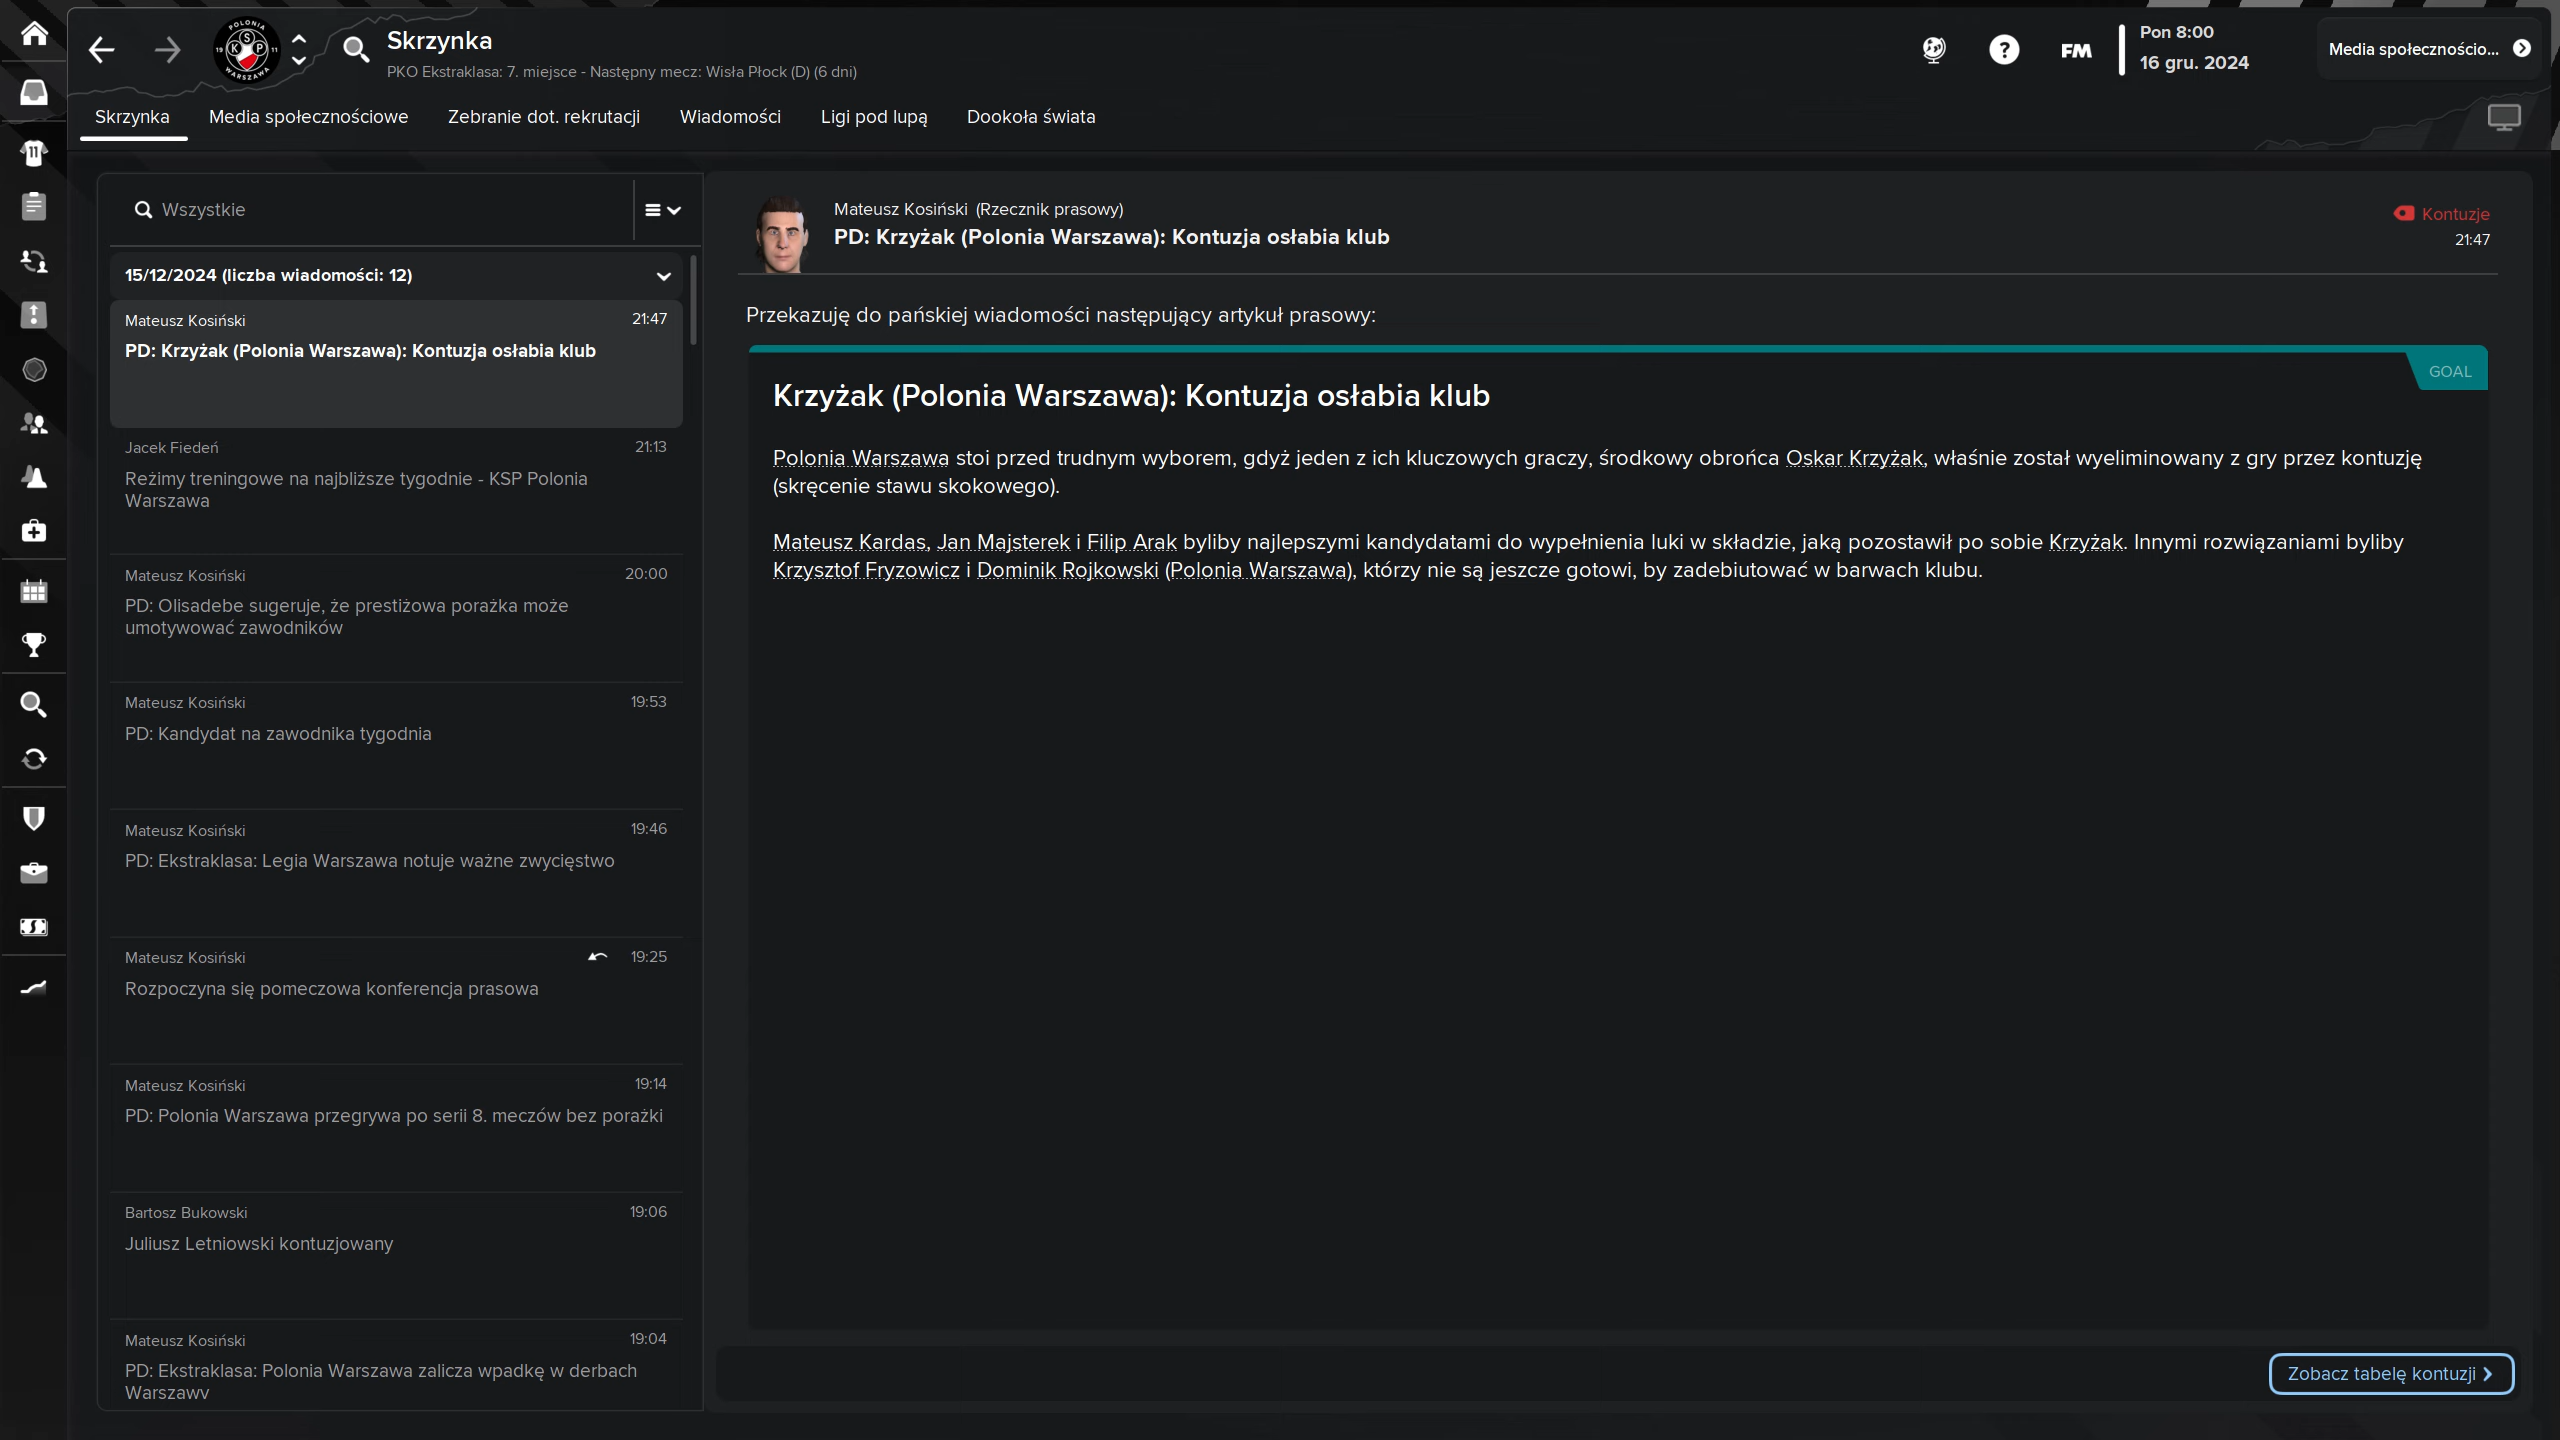 Skrzynka
PKO Ekstraklasa: 7. miejsce - Następny mecz: Wisła Płock (D) (6 dni)
POLONIA
19 KSP 11
WARSZAWA
FM
Pon 8:00
16 gru. 2024
Media społecznościo...
Skrzynka
Media społecznościowe
Zebranie dot. rekrutacji
Wiadomości
Ligi pod lupą
Dookoła świata
11
Wszystkie
15/12/2024 (liczba wiadomości: 12)
Mateusz Kosiński 21:47
PD: Krzyżak (Polonia Warszawa): Kontuzja osłabia klub
Jacek Fiedeń 21:13
Reżimy treningowe na najbliższe tygodnie - KSP Polonia
Warszawa
Mateusz Kosiński 20:00
PD: Olisadebe sugeruje, że prestiżowa porażka może
umotywować zawodników
Mateusz Kosiński 19:53
PD: Kandydat na zawodnika tygodnia
Mateusz Kosiński 19:46
PD: Ekstraklasa: Legia Warszawa notuje ważne zwycięstwo
Mateusz Kosiński 19:25
Rozpoczyna się pomeczowa konferencja prasowa
Mateusz Kosiński 19:14
PD: Polonia Warszawa przegrywa po serii 8. meczów bez porażki
Bartosz Bukowski 19:06
Juliusz Letniowski kontuzjowany
Mateusz Kosiński 19:04
PD: Ekstraklasa: Polonia Warszawa zalicza wpadkę w derbach
Warszawy
Mateusz Kosiński (Rzecznik prasowy)
PD: Krzyżak (Polonia Warszawa): Kontuzja osłabia klub
Kontuzje
21:47
Przekazuję do pańskiej wiadomości następujący artykuł prasowy:
GOAL
Krzyżak (Polonia Warszawa): Kontuzja osłabia klub
Polonia Warszawa stoi przed trudnym wyborem, gdyż jeden z ich kluczowych graczy, środkowy obrońca Oskar Krzyżak, właśnie został wyeliminowany z gry przez kontuzję
(skręcenie stawu skokowego).
Mateusz Kardas, Jan Majsterek i Filip Arak byliby najlepszymi kandydatami do wypełnienia luki w składzie, jaką pozostawił po sobie Krzyżak. Innymi rozwiązaniami byliby
Krzysztof Fryzowicz i Dominik Rojkowski (Polonia Warszawa), którzy nie są jeszcze gotowi, by zadebiutować w barwach klubu.
Zobacz tabelę kontuzji